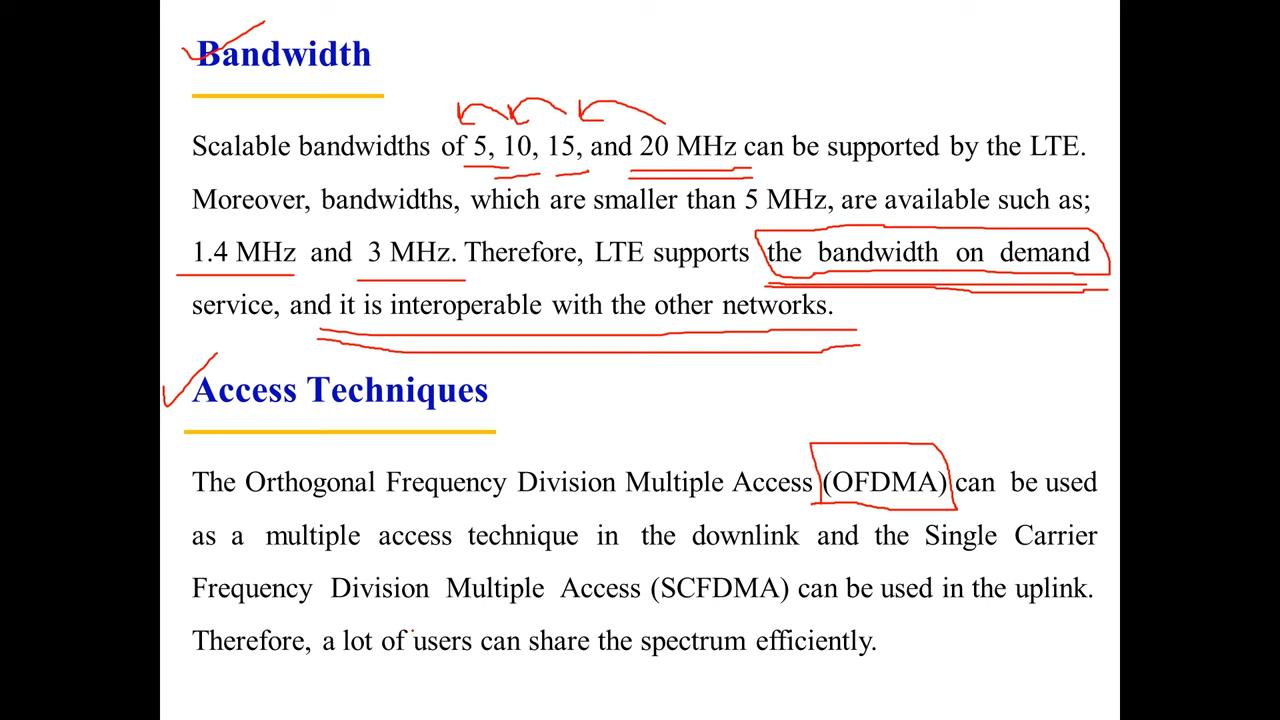 Bandwidth
Scalable bandwidths of 5, 10, 15, and 20 MHz can be supported by the LTE.
Moreover, bandwidths, which are smaller than 5 MHz, are available such as;
1.4 MHz and 3 MHz. Therefore, LTE supports the bandwidth on demand
service, and it is interoperable with the other networks.
Access Techniques
The Orthogonal Frequency Division Multiple Access (OFDMA) can be used
as a multiple access technique in the downlink and the Single Carrier
Frequency Division Multiple Access (SCFDMA) can be used in the uplink.
Therefore, a lot of users can share the spectrum efficiently.